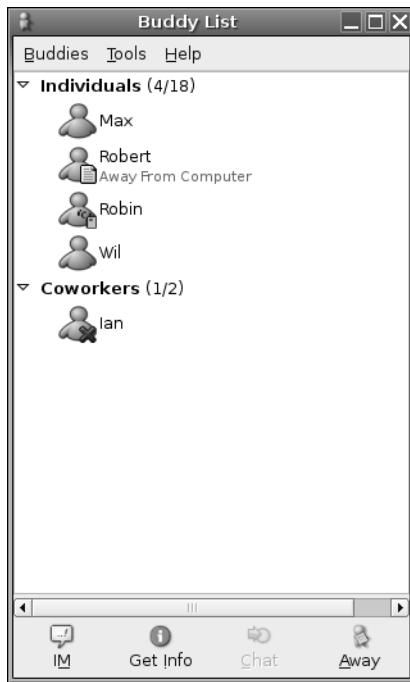 Buddy List
Buddies Tools Help
Individuals (4/18)
Max
Robert
Away From Computer
Robin
Wil
Coworkers (1/2)
Ian
IM Get Info Chat Away